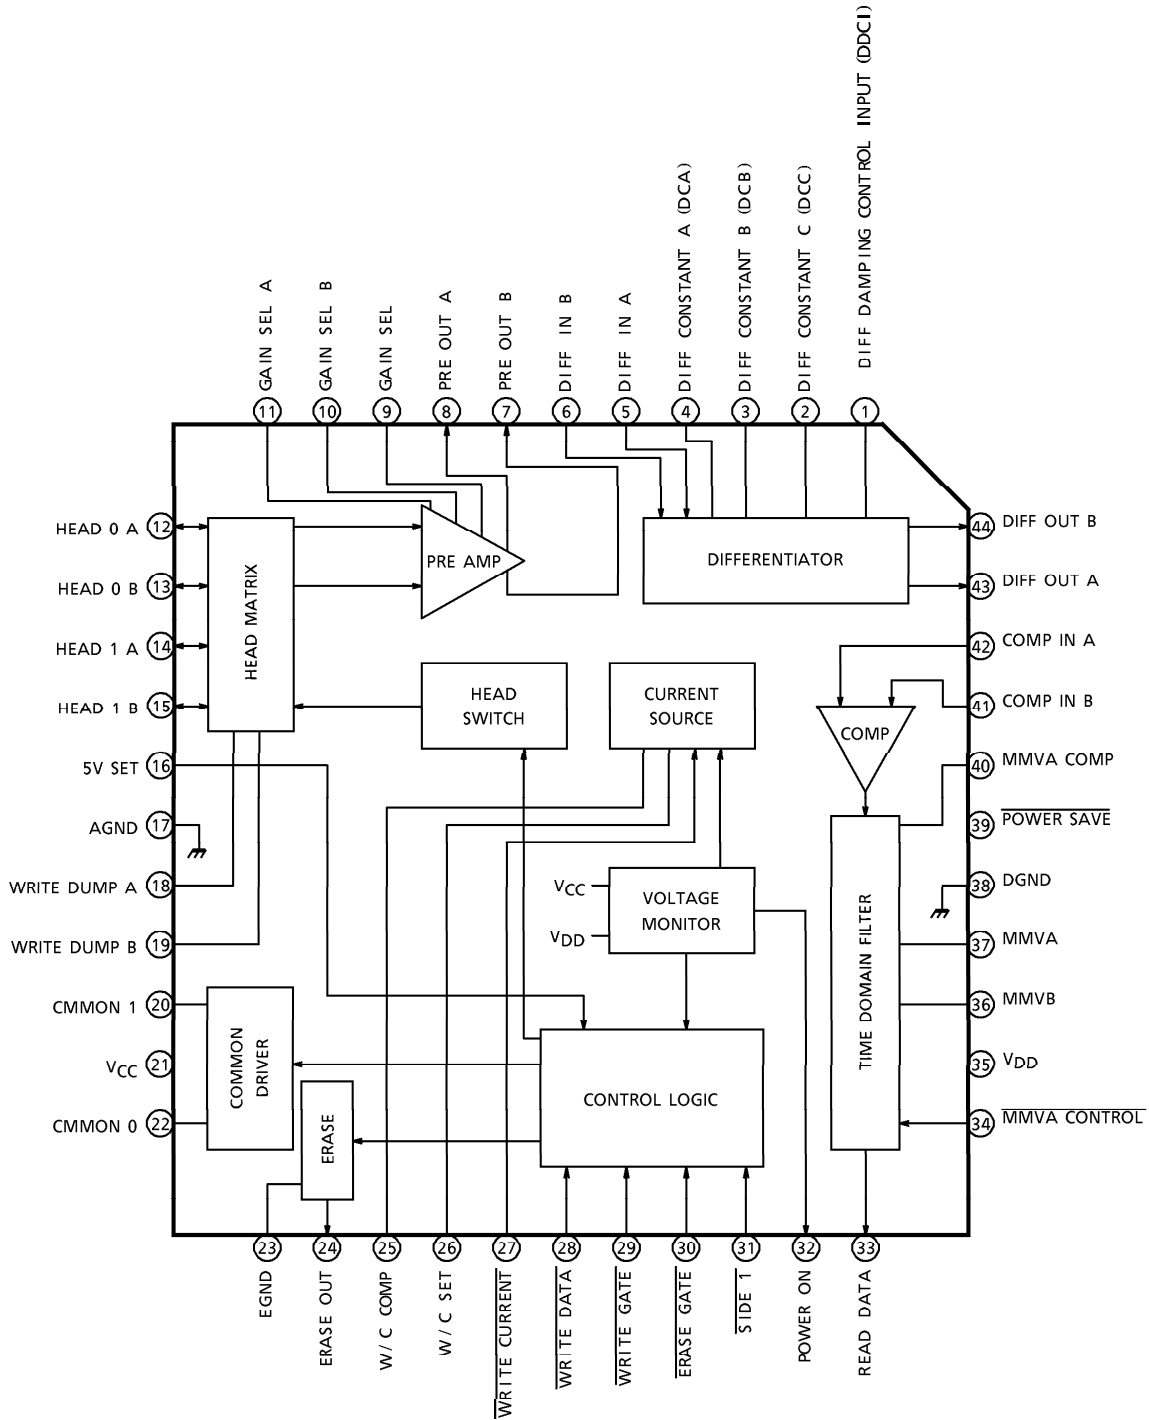 DIFF DAMPING CONTROL INPUT (DDCI)
DIFF CONSTANT C (DCC)
DIFF CONSTANT B (DCB)
DIFF CONSTANT A (DCA)
DIFF IN A
DIFF IN B
PRE OUT B
PRE OUT A
GAIN SEL
GAIN SEL B
GAIN SEL A
11
10
9
8
7
6
5
4
3
2
1
HEAD 0 A
12
HEAD 0 B
13
HEAD 1 A
14
HEAD 1 B
15
5V SET
16
AGND
17
WRITE DUMP A
18
WRITE DUMP B
19
CMMON 1
20
VCC
21
CMMON 0
22
HEAD MATRIX
PRE AMP
DIFFERENTIATOR
HEAD
SWITCH
CURRENT
SOURCE
COMP
VCC
VDD
VOLTAGE
MONITOR
TIME DOMAIN FILTER
COMMON
DRIVER
ERASE
CONTROL LOGIC
44
DIFF OUT B
43
DIFF OUT A
42
COMP IN A
41
COMP IN B
40
MMVA COMP
39
POWER SAVE
38
DGND
37
MMVA
36
MMVB
35
VDD
34
MMVA CONTROL
23
24
25
26
27
28
29
30
31
32
33
EGND
ERASE OUT
W/C COMP
W/C SET
WRITE CURRENT
WRITE DATA
WRITE GATE
ERASE GATE
SIDE 1
POWER ON
READ DATA